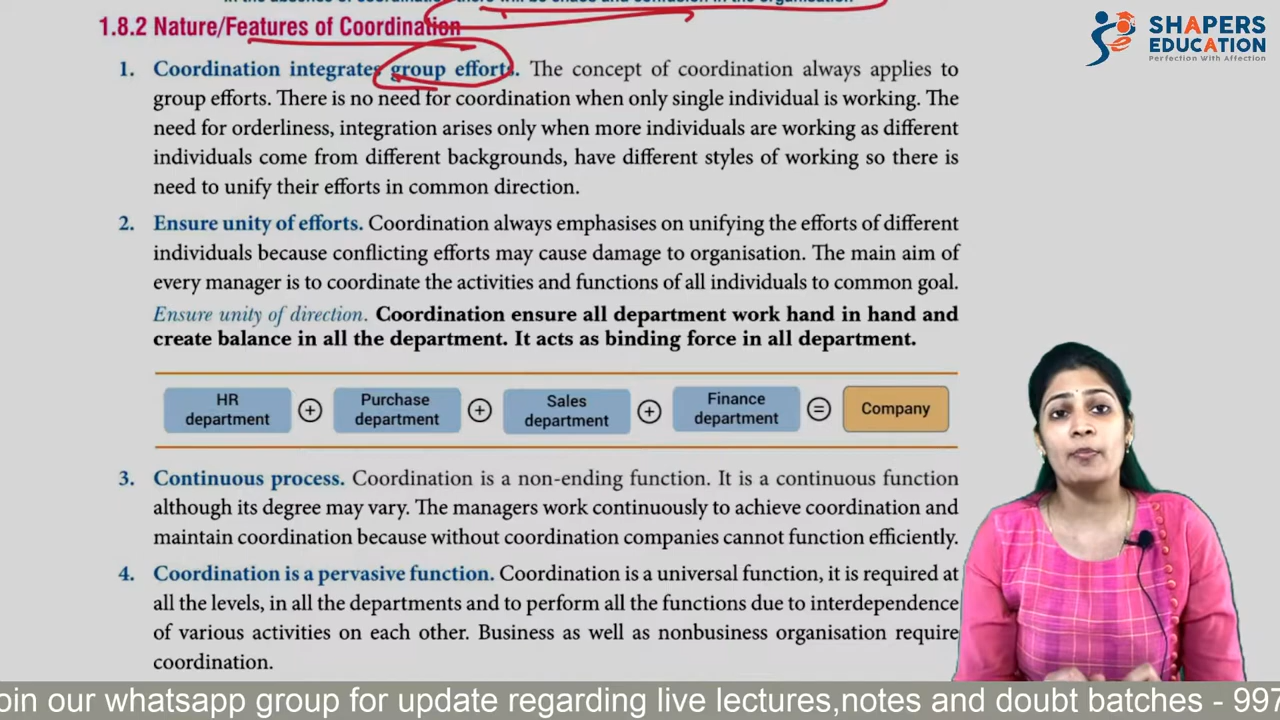 there will be chaos and confusion in the organisation
1.8.2 Nature/Features of Coordination
SHAPERS
EDUCATION
Perfection With Affection
1. Coordination integrates group efforts. The concept of coordination always applies to
group efforts. There is no need for coordination when only single individual is working. The
need for orderliness, integration arises only when more individuals are working as different
individuals come from different backgrounds, have different styles of working so there is
need to unify their efforts in common direction.
2. Ensure unity of efforts. Coordination always emphasises on unifying the efforts of different
individuals because conflicting efforts may cause damage to organisation. The main aim of
every manager is to coordinate the activities and functions of all individuals to common goal.
Ensure unity of direction. Coordination ensure all department work hand in hand and
create balance in all the department. It acts as binding force in all department.
HR
department
+
Purchase
department
+
Sales
department
+
Finance
department
=
Company
3. Continuous process. Coordination is a non-ending function. It is a continuous function
although its degree may vary. The managers work continuously to achieve coordination and
maintain coordination because without coordination companies cannot function efficiently.
4. Coordination is a pervasive function. Coordination is a universal function, it is required at
all the levels, in all the departments and to perform all the functions due to interdependence
of various activities on each other. Business as well as nonbusiness organisation require
coordination.
oin our whatsapp group for update regarding live lectures,notes and doubt batches - 997